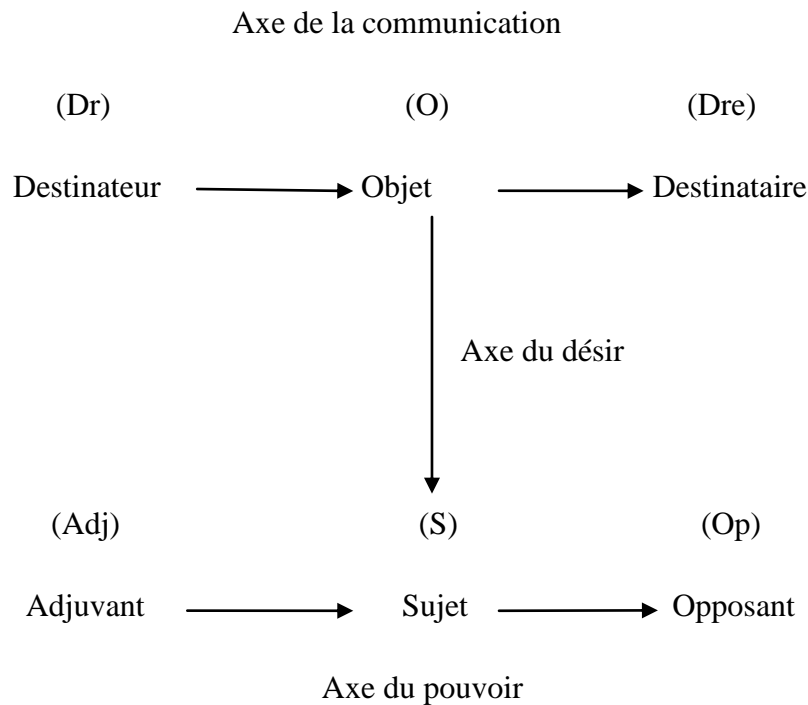 Axe de la communication
(Dr) (O) (Dre)
Destinateur Objet Destinataire
Axe du désir
(Adj) (S) (Op)
Adjuvant Sujet Opposant
Axe du pouvoir